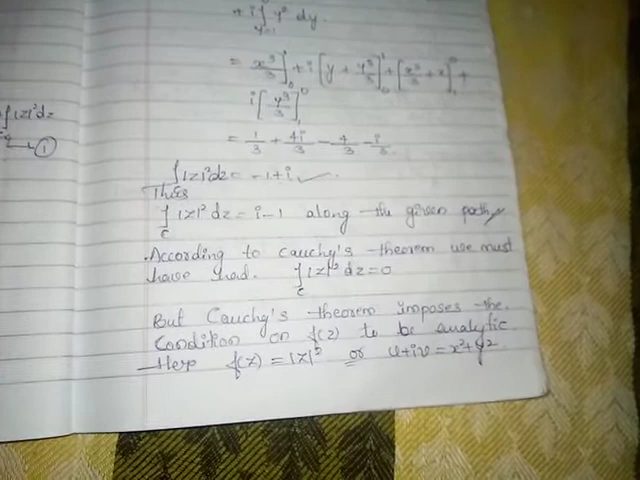 + i∫ y² dy.
y=1
= x³/3]₀¹ + i[y + y³/3]₀¹ + [x³/3 + x]₁⁰ +
i[y³/3]₁⁰
= 1/3 + 4i/3 - 4/3 - i/3.
∫|z|²dz = -1+i
Thus
∫|z|² dz = i-1 along the given path
c
According to Cauchy's theorem we must
have had. ∫|z|² dz = 0
c
But Cauchy's theorem imposes the
Condition on f(z) to be analytic
Here f(z) = |z|² or u+iv = x²+y²
∫|z|²dz
①